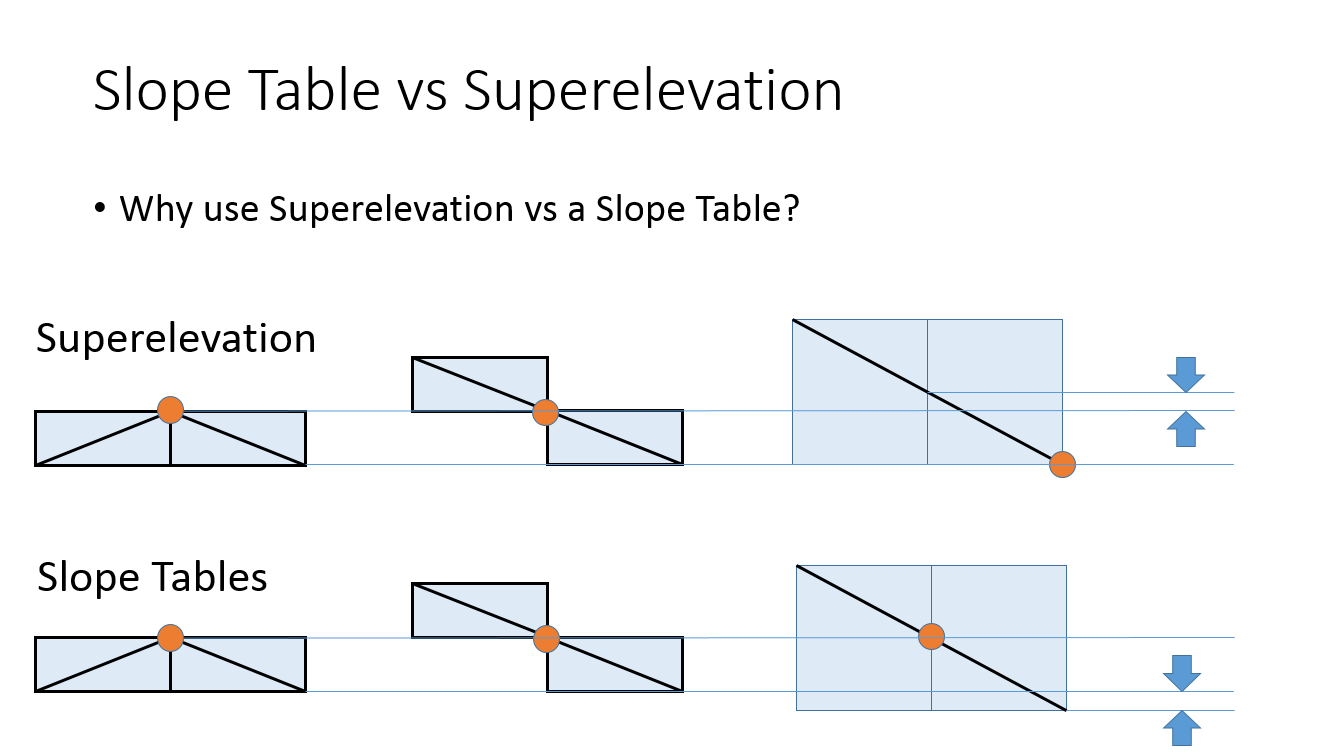 Slope Table vs Superelevation
• Why use Superelevation vs a Slope Table?
Superelevation
Slope Tables